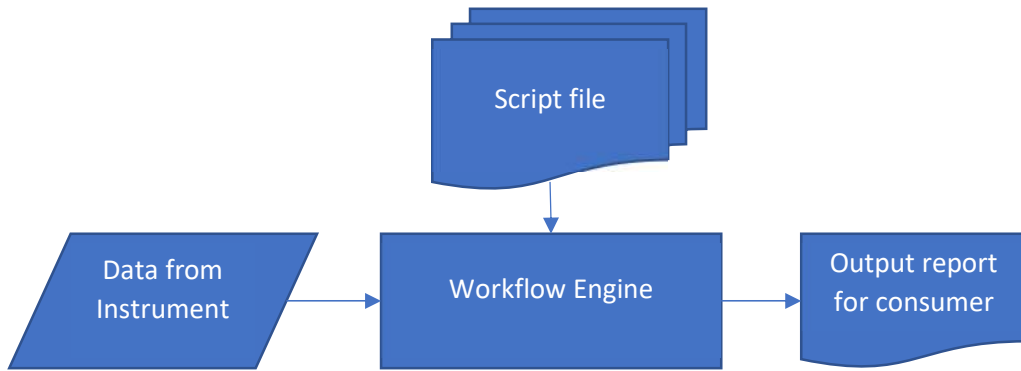 Script file
Data from
Instrument
Workflow Engine
Output report
for consumer